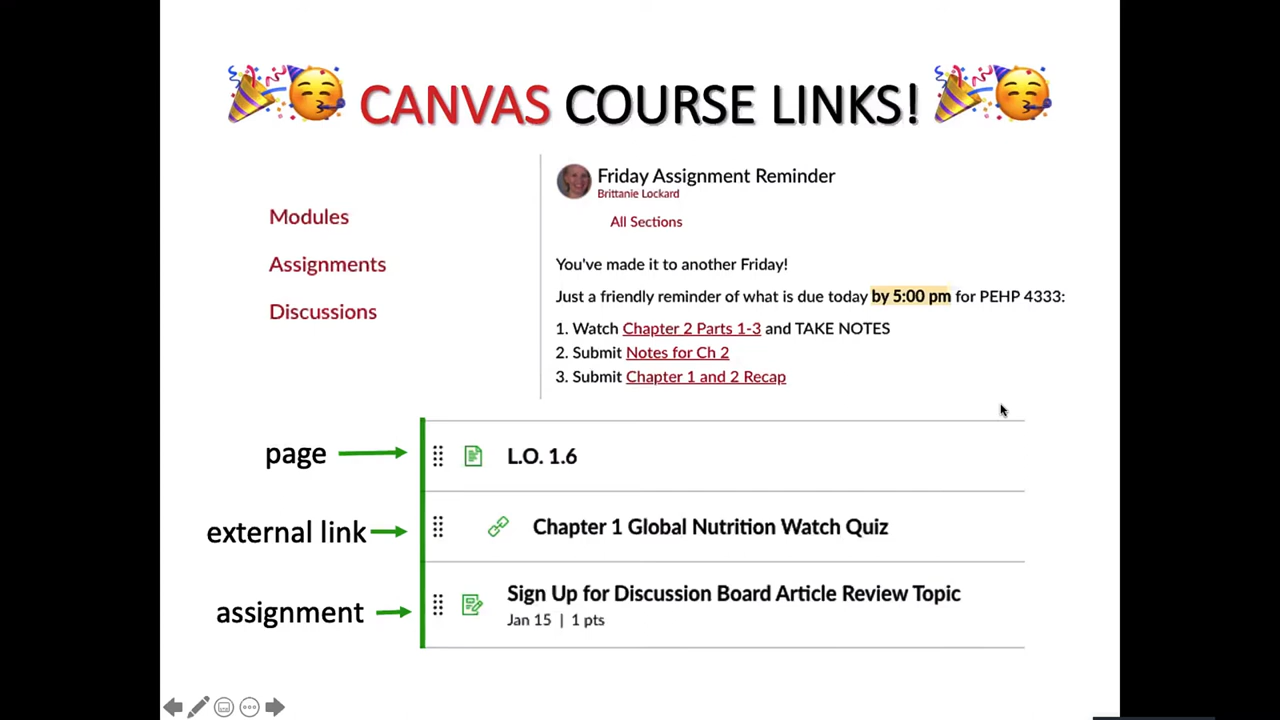 CANVAS COURSE LINKS!
Modules
Assignments
Discussions
Friday Assignment Reminder
Brittanie Lockard
All Sections
You've made it to another Friday!
Just a friendly reminder of what is due today by 5:00 pm for PEHP 4333:
1. Watch Chapter 2 Parts 1-3 and TAKE NOTES
2. Submit Notes for Ch 2
3. Submit Chapter 1 and 2 Recap
page
L.O. 1.6
external link
Chapter 1 Global Nutrition Watch Quiz
assignment
Sign Up for Discussion Board Article Review Topic
Jan 15 | 1 pts